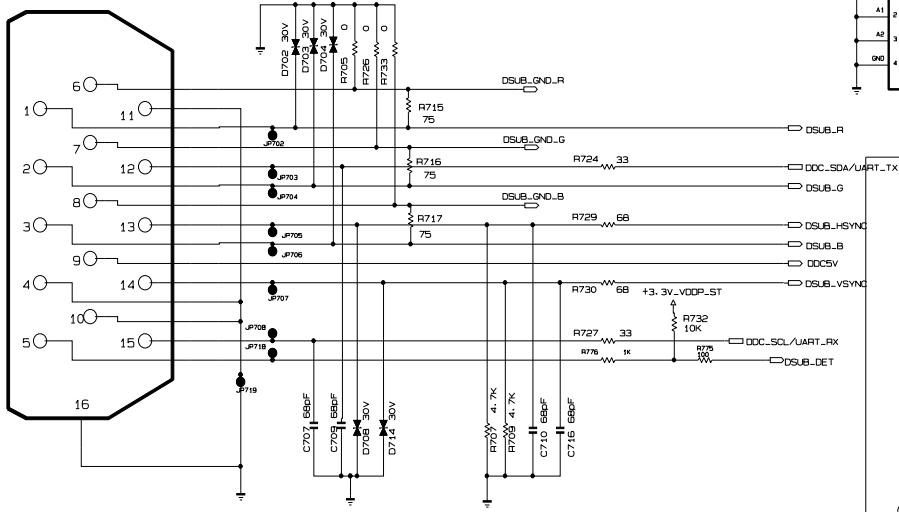 D702 30V
D703 30V
D704 30V
R705 0
R726 0
R733 0
A1 2
A2 3
GND 4
6
DSUB_GND_R
1
11
R715
75
JP702
DSUB_R
7
DSUB_GND_G
2
12
JP703
R716
75
R724 33
DDC_SDA/UART_TX
JP704
DSUB_G
8
DSUB_GND_B
3
13
JP705
R717
75
R729 68
DSUB_HSYNC
JP706
DSUB_B
9
DDC5V
4
14
JP707
R730 68
DSUB_VSYNC
+3.3V_VDDP_ST
10
R732
10K
5
15
JP708
R727 33
DDC_SCL/UART_RX
JP718
R776 1K
R775
100
DSUB_DET
JP719
16
C707 68pF
C709 68pF
D708 30V
D714 30V
R707 4.7K
R709 4.7K
C710 68pF
C716 68pF